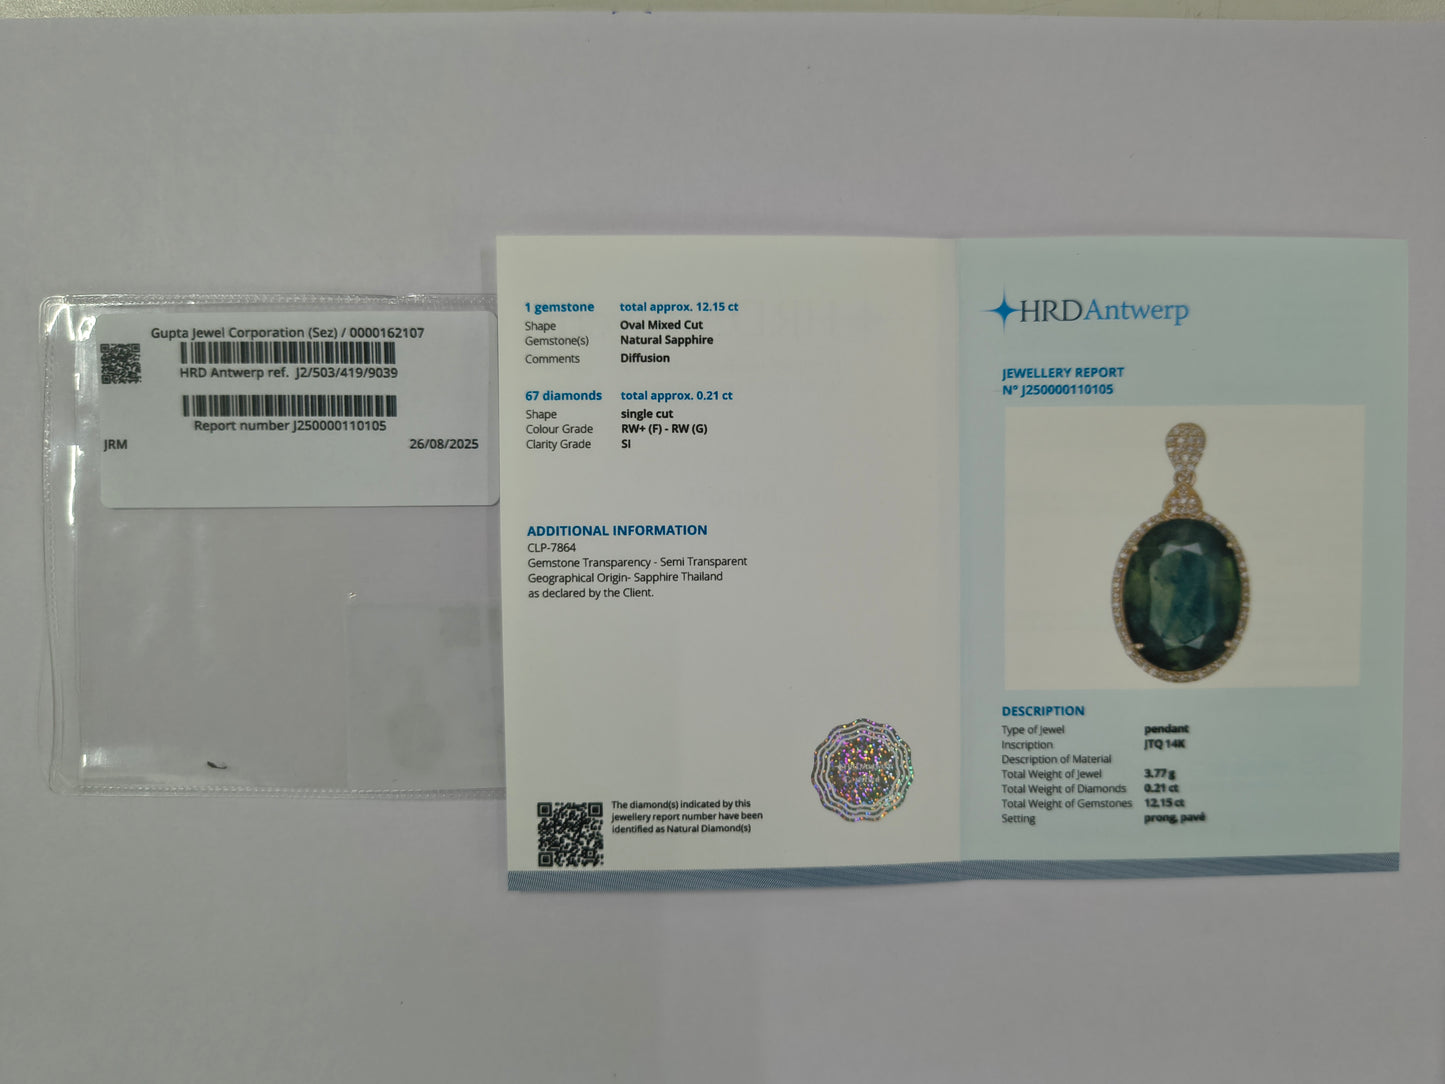 Gupta Jewel Corporation (Sez) / 0000162107
HRD Antwerp ref. J2/503/419/9039
Report number J250000110105
JRM 26/08/2025
1 gemstone total approx. 12.15 ct
Shape Oval Mixed Cut
Gemstone(s) Natural Sapphire
Comments Diffusion
67 diamonds total approx. 0.21 ct
Shape single cut
Colour Grade RW+ (F) - RW (G)
Clarity Grade SI
ADDITIONAL INFORMATION
CLP-7864
Gemstone Transparency - Semi Transparent
Geographical Origin- Sapphire Thailand
as declared by the Client.
The diamond(s) indicated by this
jewellery report number have been
identified as Natural Diamond(s)
HRDAntwerp
JEWELLERY REPORT
N° J250000110105
DESCRIPTION
Type of Jewel pendant
Inscription JTQ 14K
Description of Material
Total Weight of Jewel 3.77 g
Total Weight of Diamonds 0.21 ct
Total Weight of Gemstones 12.15 ct
Setting prong, pavé